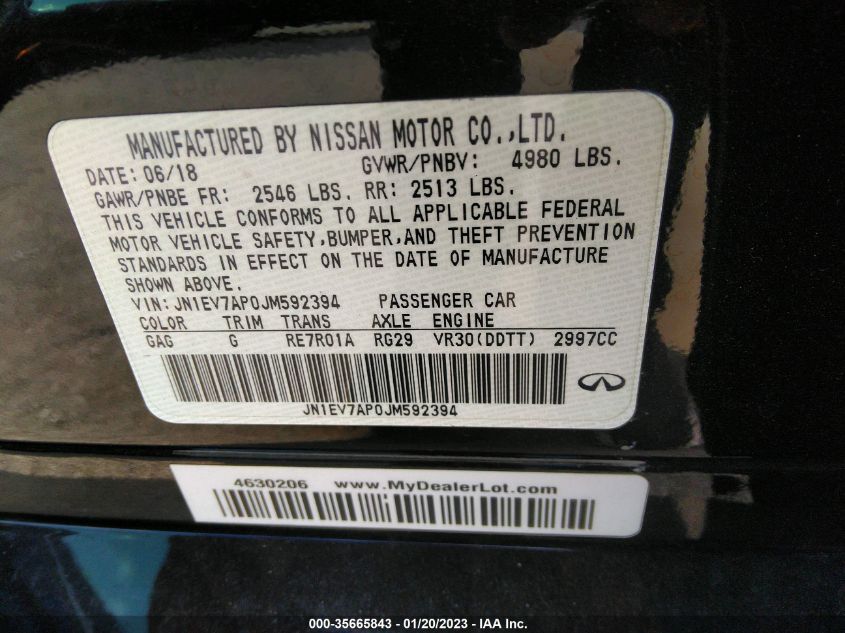 MANUFACTURED BY NISSAN MOTOR CO.,LTD.
DATE: 06/18 GVWR/PNBV: 4980 LBS.
GAWR/PNBE FR: 2546 LBS. RR: 2513 LBS.
THIS VEHICLE CONFORMS TO ALL APPLICABLE FEDERAL
MOTOR VEHICLE SAFETY,BUMPER,AND THEFT PREVENTION
STANDARDS IN EFFECT ON THE DATE OF MANUFACTURE
SHOWN ABOVE.
VIN: JN1EV7AP0JM592394 PASSENGER CAR
COLOR TRIM TRANS AXLE ENGINE
GAG G RE7R01A RG29 VR30(DDTT) 2997CC
JN1EV7AP0JM592394
4630206 www.MyDealerLot.com
000-35665843 - 01/20/2023 - IAA Inc.